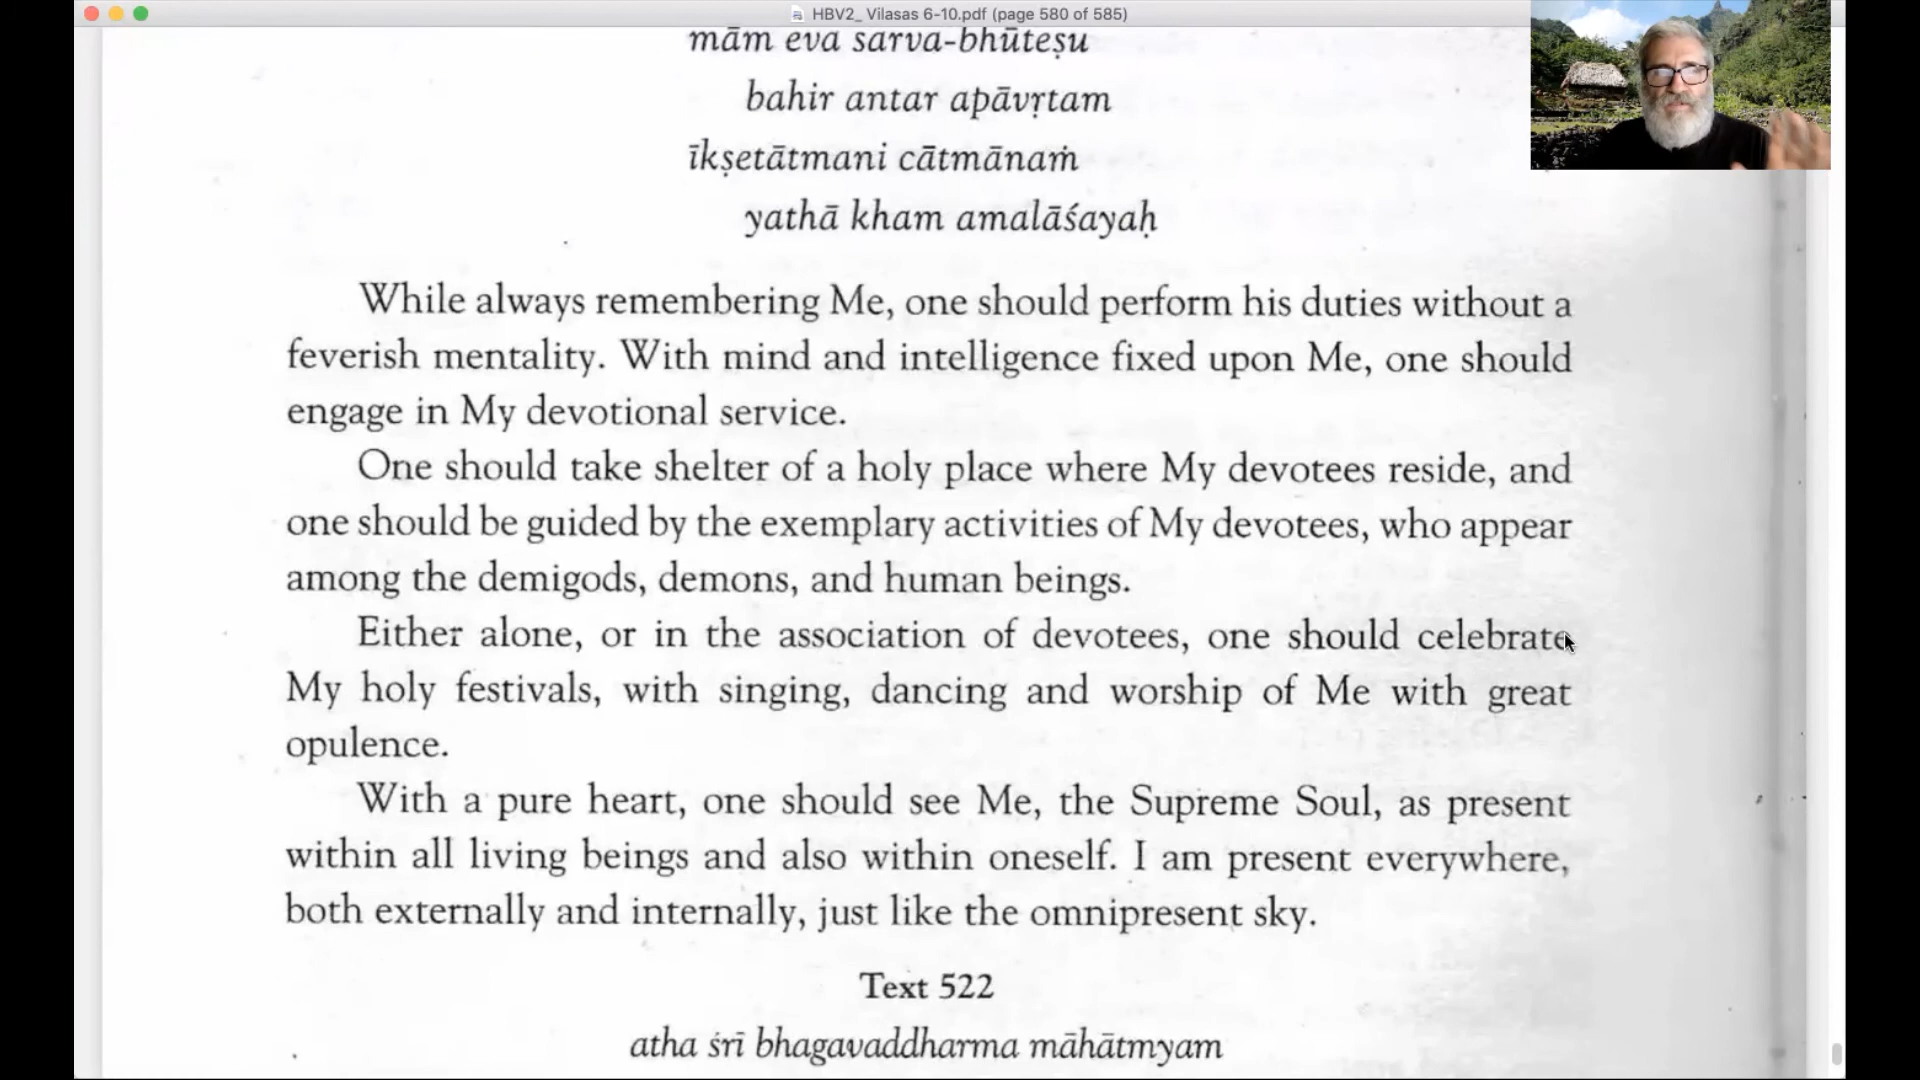 HBV2_ Vilasas 6-10.pdf (page 580 of 585)
mām eva sarva-bhūteṣu
bahir antar apāvṛtam
īkṣetātmani cātmānaṁ
yathā kham amalāśayaḥ
While always remembering Me, one should perform his duties without a
feverish mentality. With mind and intelligence fixed upon Me, one should
engage in My devotional service.
One should take shelter of a holy place where My devotees reside, and
one should be guided by the exemplary activities of My devotees, who appear
among the demigods, demons, and human beings.
Either alone, or in the association of devotees, one should celebrate
My holy festivals, with singing, dancing and worship of Me with great
opulence.
With a pure heart, one should see Me, the Supreme Soul, as present
within all living beings and also within oneself. I am present everywhere,
both externally and internally, just like the omnipresent sky.
Text 522
atha śrī bhagavaddharma māhātmyam